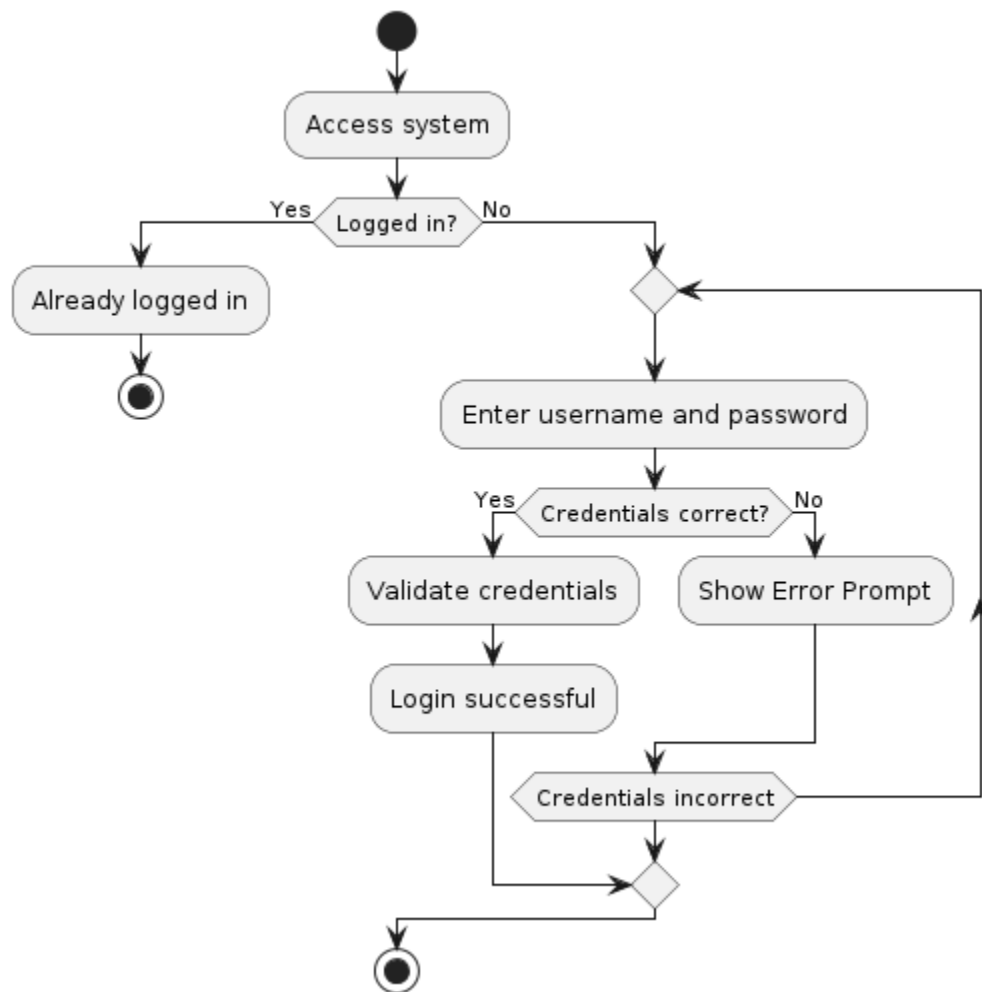 Access system
Yes
Logged in?
No
Already logged in
Enter username and password
Yes
Credentials correct?
No
Validate credentials
Show Error Prompt
Login successful
Credentials incorrect